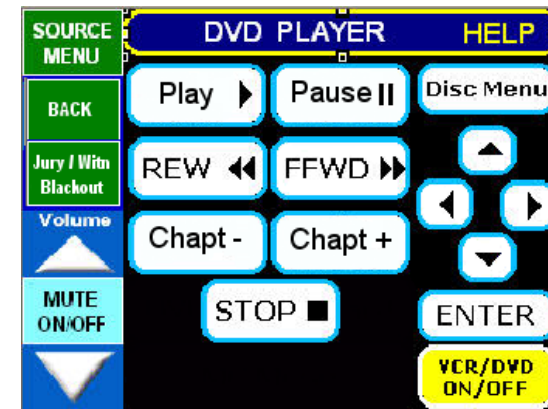 SOURCE
MENU
DVD PLAYER
HELP
BACK
Jury / Witn
Blackout
Volume
MUTE
ON/OFF
Play
Pause
Disc Menu
REW
FFWD
Chapt -
Chapt +
STOP
ENTER
VCR/DVD
ON/OFF